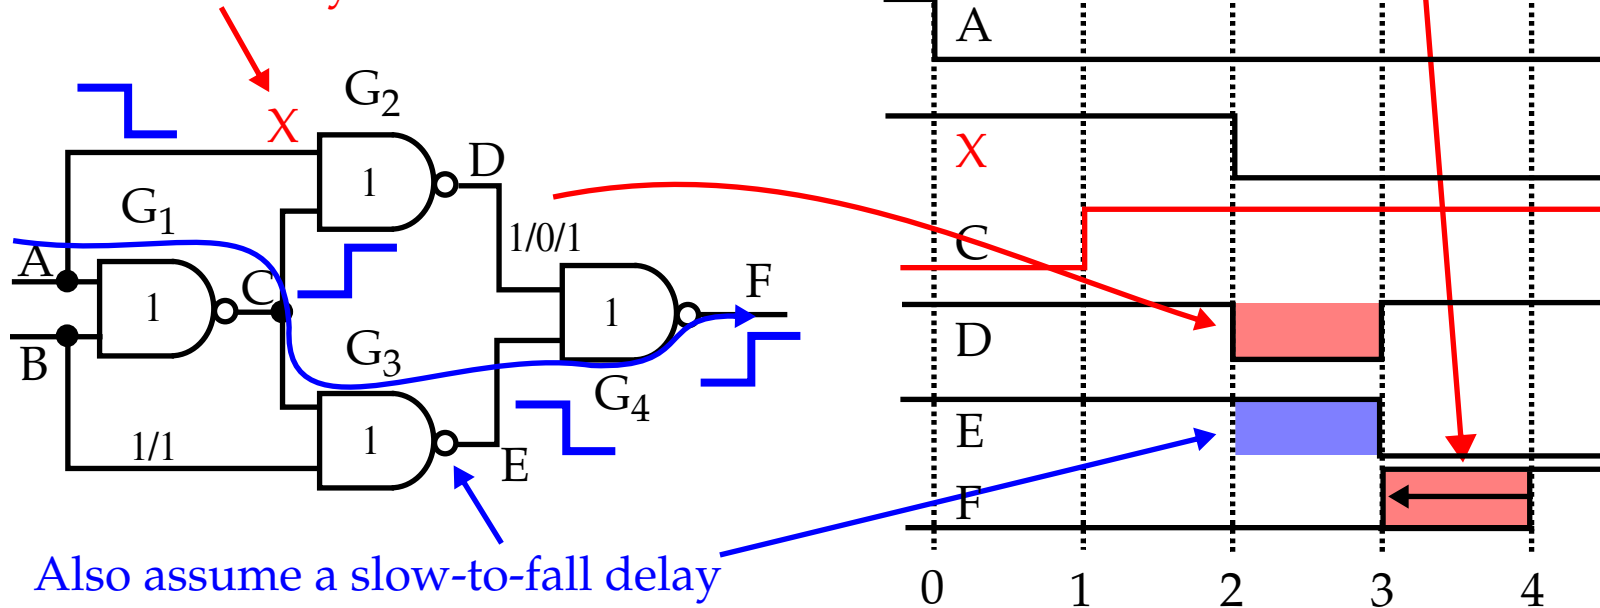 y
A
G2
X
D
X
1
G1
1/0/1
C
A
F
C
1
1
D
G3
B
G4
E
1/1
1
E
F
Also assume a slow-to-fall delay
0 1 2 3 4